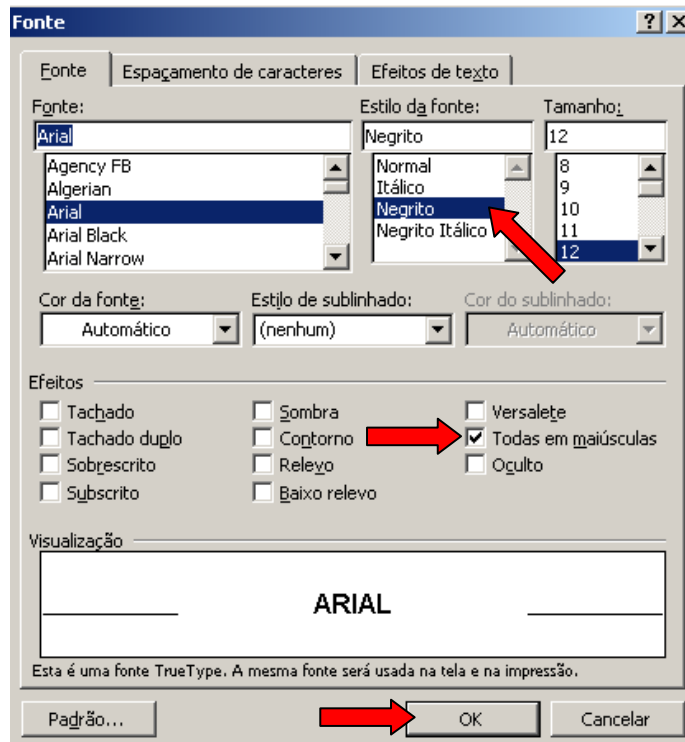 Fonte
Fonte Espaçamento de caracteres Efeitos de texto
Fonte: Estilo da fonte: Tamanho:
Arial Negrito 12
Agency FB Normal 8
Algerian Itálico 9
Arial Negrito 10
Arial Black Negrito Itálico 11
Arial Narrow 12
Cor da fonte: Estilo de sublinhado: Cor do sublinhado:
Automático (nenhum) Automático
Efeitos
Tachado Sombra Versalete
Tachado duplo Contorno Todas em maiúsculas
Sobrescrito Relevo Oculto
Subscrito Baixo relevo
Visualização
ARIAL
Esta é uma fonte TrueType. A mesma fonte será usada na tela e na impressão.
Padrão... OK Cancelar